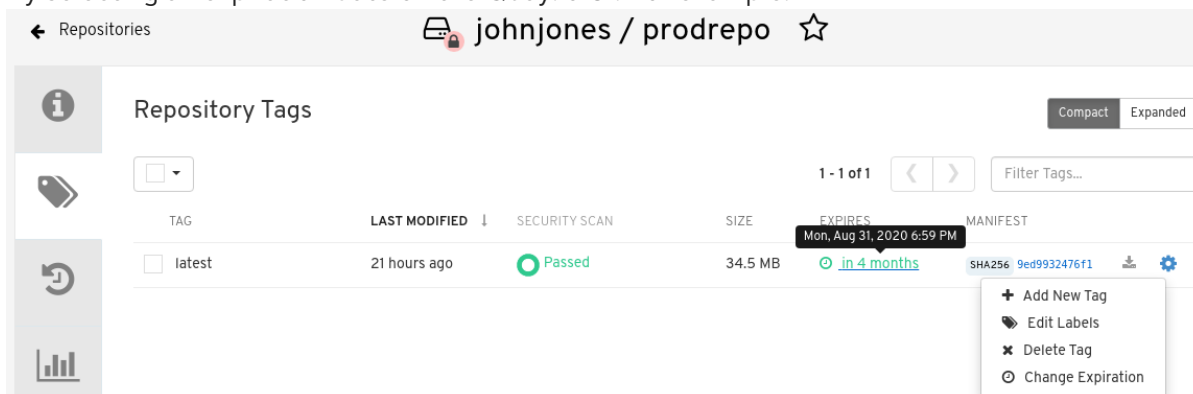 Repositories
johnjones / prodrepo
Repository Tags
Compact Expanded
1 - 1 of 1 Filter Tags...
TAG LAST MODIFIED ↓ SECURITY SCAN SIZE EXPIRES MANIFEST
Mon, Aug 31, 2020 6:59 PM
latest 21 hours ago Passed 34.5 MB in 4 months SHA256 9ed9932476f1
Add New Tag
Edit Labels
Delete Tag
Change Expiration